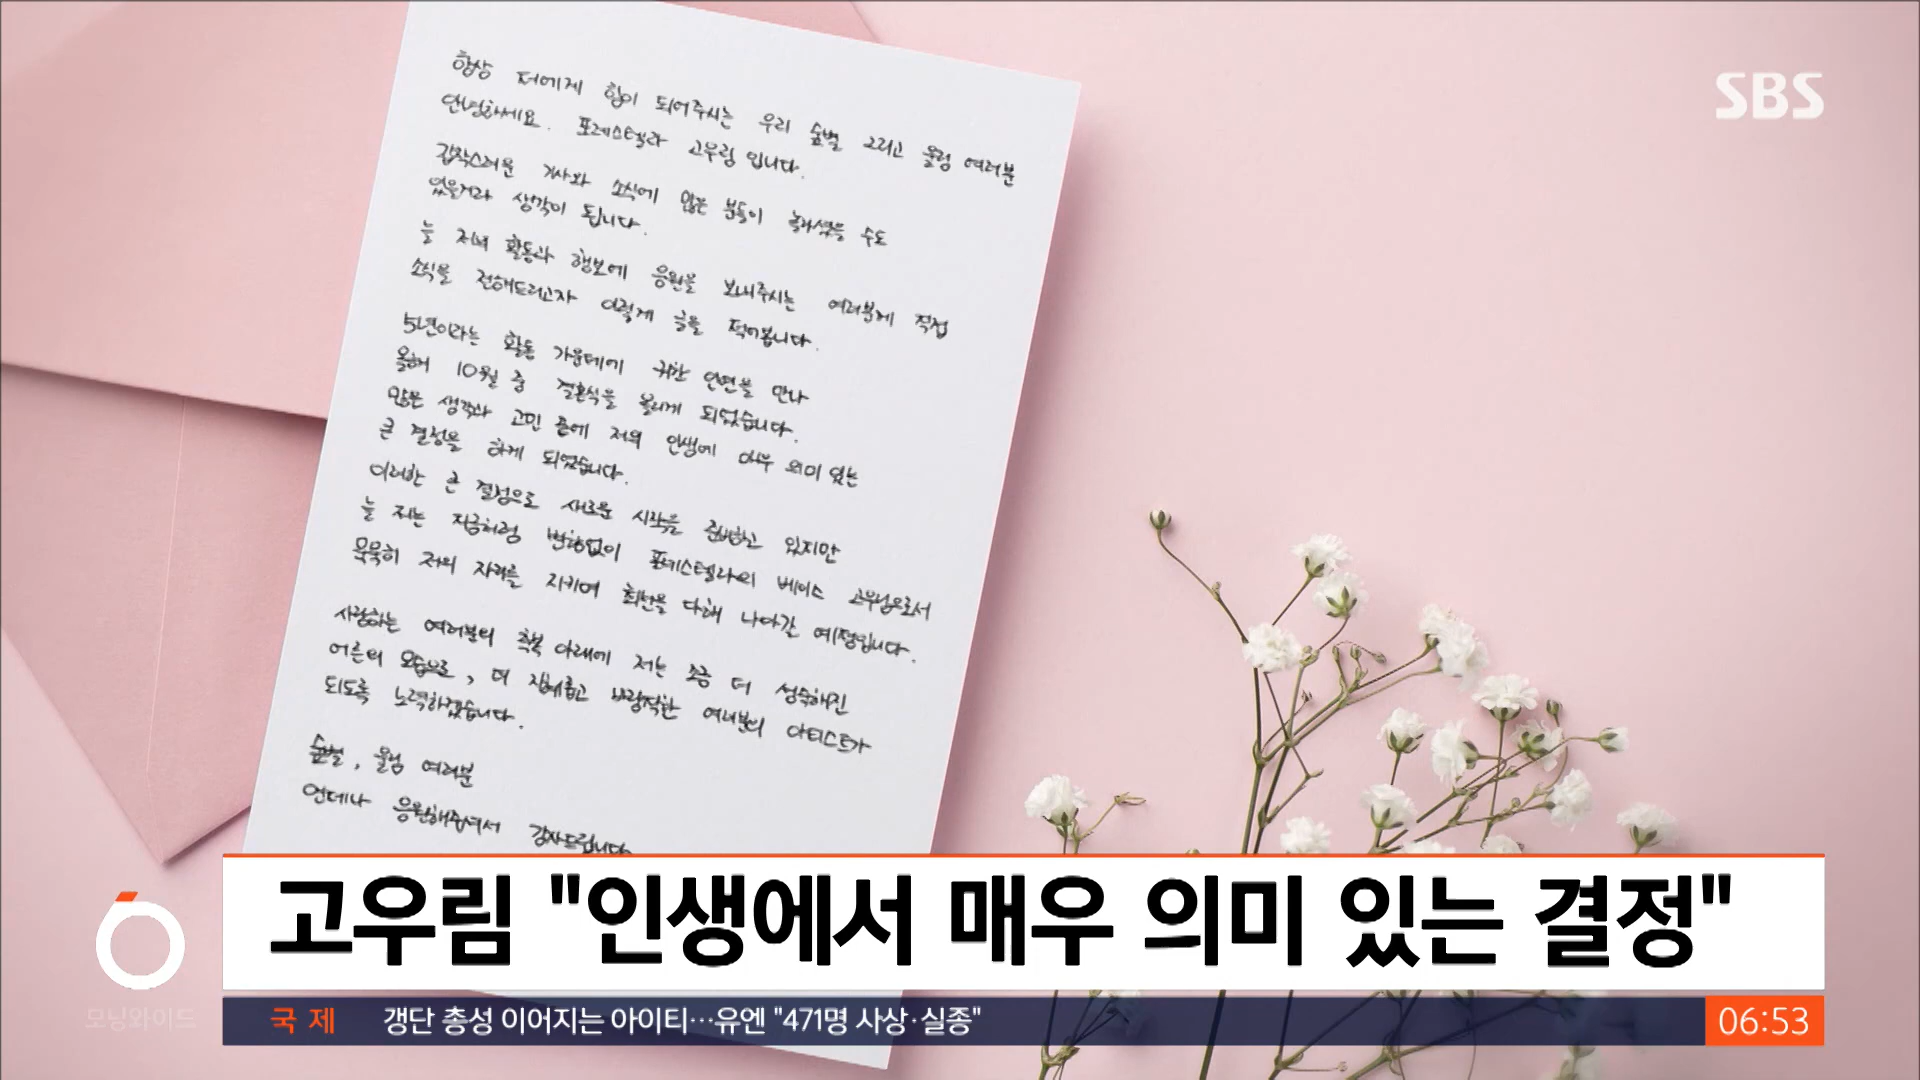 항상 저에게 힘이 되어주시는 우리 숲별 그리고 울림 여러분
안녕하세요. 포레스텔라 고우림 입니다.
갑작스러운 기사와 소식에 많은 분들이 놀라셨을 수도
있을거라 생각이 됩니다.
늘 저녁 활동과 행보에 응원을 보내주시는 여러분께 직접
소식을 전해드리고자 이렇게 글을 적어봅니다.
5년이라는 활동 가운데에 귀한 인연을 만나
올해 10월 중 결혼식을 올리게 되었습니다.
많은 생각과 고민 끝에 저의 인생에 아주 의미 있는
큰 결정을 하게 되었습니다.
이러한 큰 결정으로 새로운 시작을 준비하고 있지만
늘 저는 지금처럼 변함없이 포레스텔라의 베이스 고우림으로서
묵묵히 저의 자리를 지키며 최선을 다해 나아갈 예정입니다.
사랑하는 여러분의 축복 아래에 저는 조금 더 성숙해진
어른의 모습으로, 더 지혜롭고 바람직한 여러분의 아티스트가
되도록 노력하겠습니다.
숲별, 울림 여러분
언제나 응원해주셔서 감사드립니다
SBS
고우림 "인생에서 매우 의미 있는 결정"
모닝와이드
국제 갱단 총성 이어지는 아이티…유엔 "471명 사상·실종"
06:53